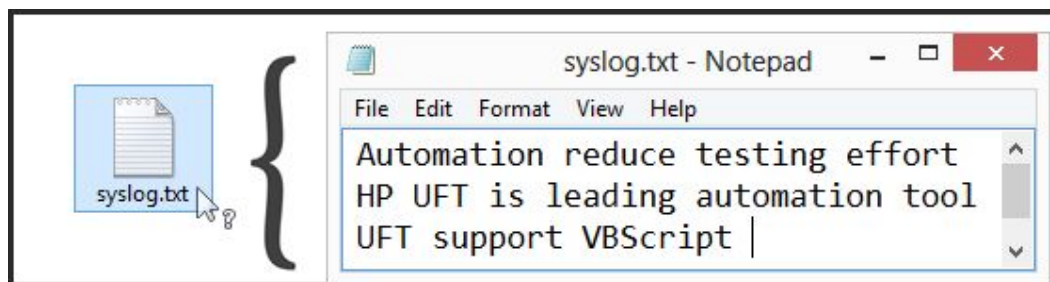 syslog.txt - Notepad
File Edit Format View Help
Automation reduce testing effort
HP UFT is leading automation tool
UFT support VBScript
syslog.txt